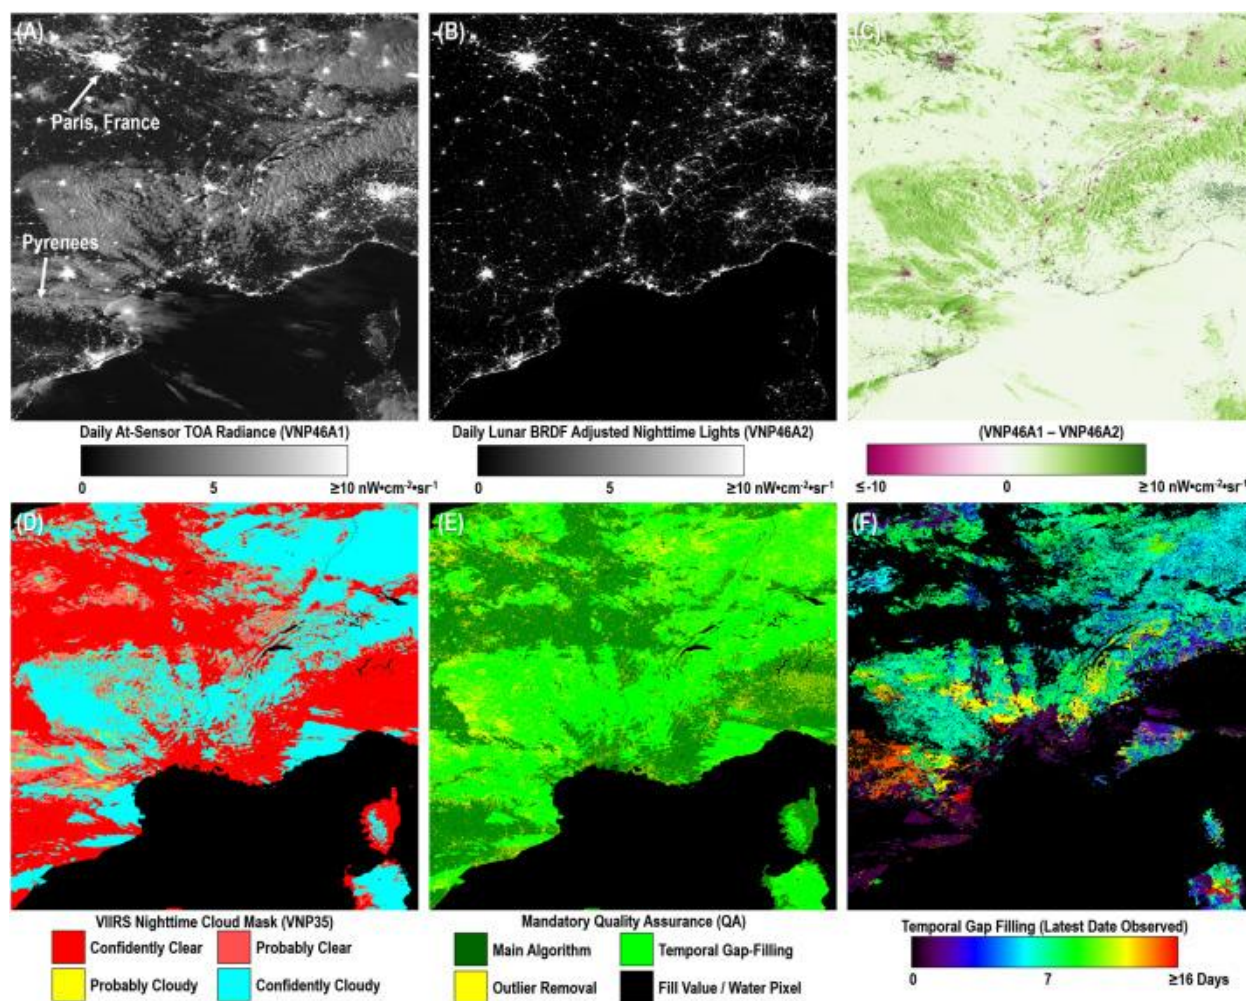 (A)
(B)
(C)
Paris, France
Pyrenees
Daily At-Sensor TOA Radiance (VNP46A1)
0 5 ≥10 nW•cm⁻²•sr⁻¹
Daily Lunar BRDF Adjusted Nighttime Lights (VNP46A2)
0 5 ≥10 nW•cm⁻²•sr⁻¹
(VNP46A1 – VNP46A2)
≤-10 0 ≥10 nW•cm⁻²•sr⁻¹
(D)
(E)
(F)
VIIRS Nighttime Cloud Mask (VNP35)
Confidently Clear Probably Clear
Probably Cloudy Confidently Cloudy
Mandatory Quality Assurance (QA)
Main Algorithm Temporal Gap-Filling
Outlier Removal Fill Value / Water Pixel
Temporal Gap Filling (Latest Date Observed)
0 7 ≥16 Days